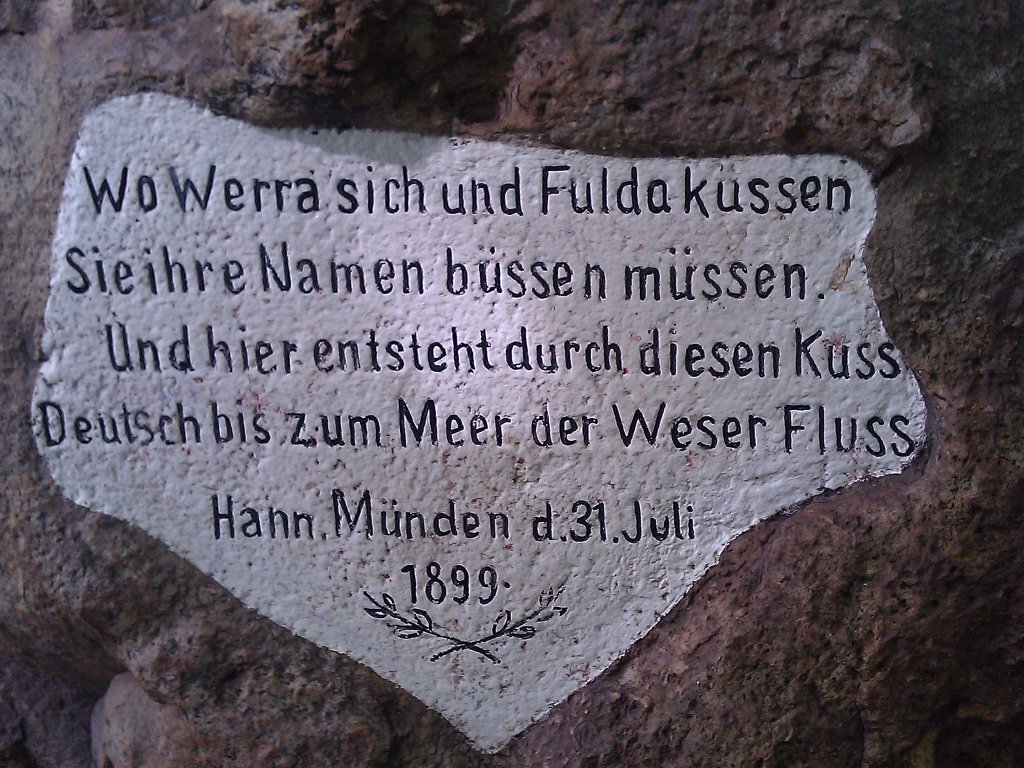 Wo Werra sich und Fulda küssen
Sie ihre Namen büssen müssen.
Und hier entsteht durch diesen Kuss
Deutsch bis zum Meer der Weser Fluss
Hann. Münden d. 31. Juli
1899.